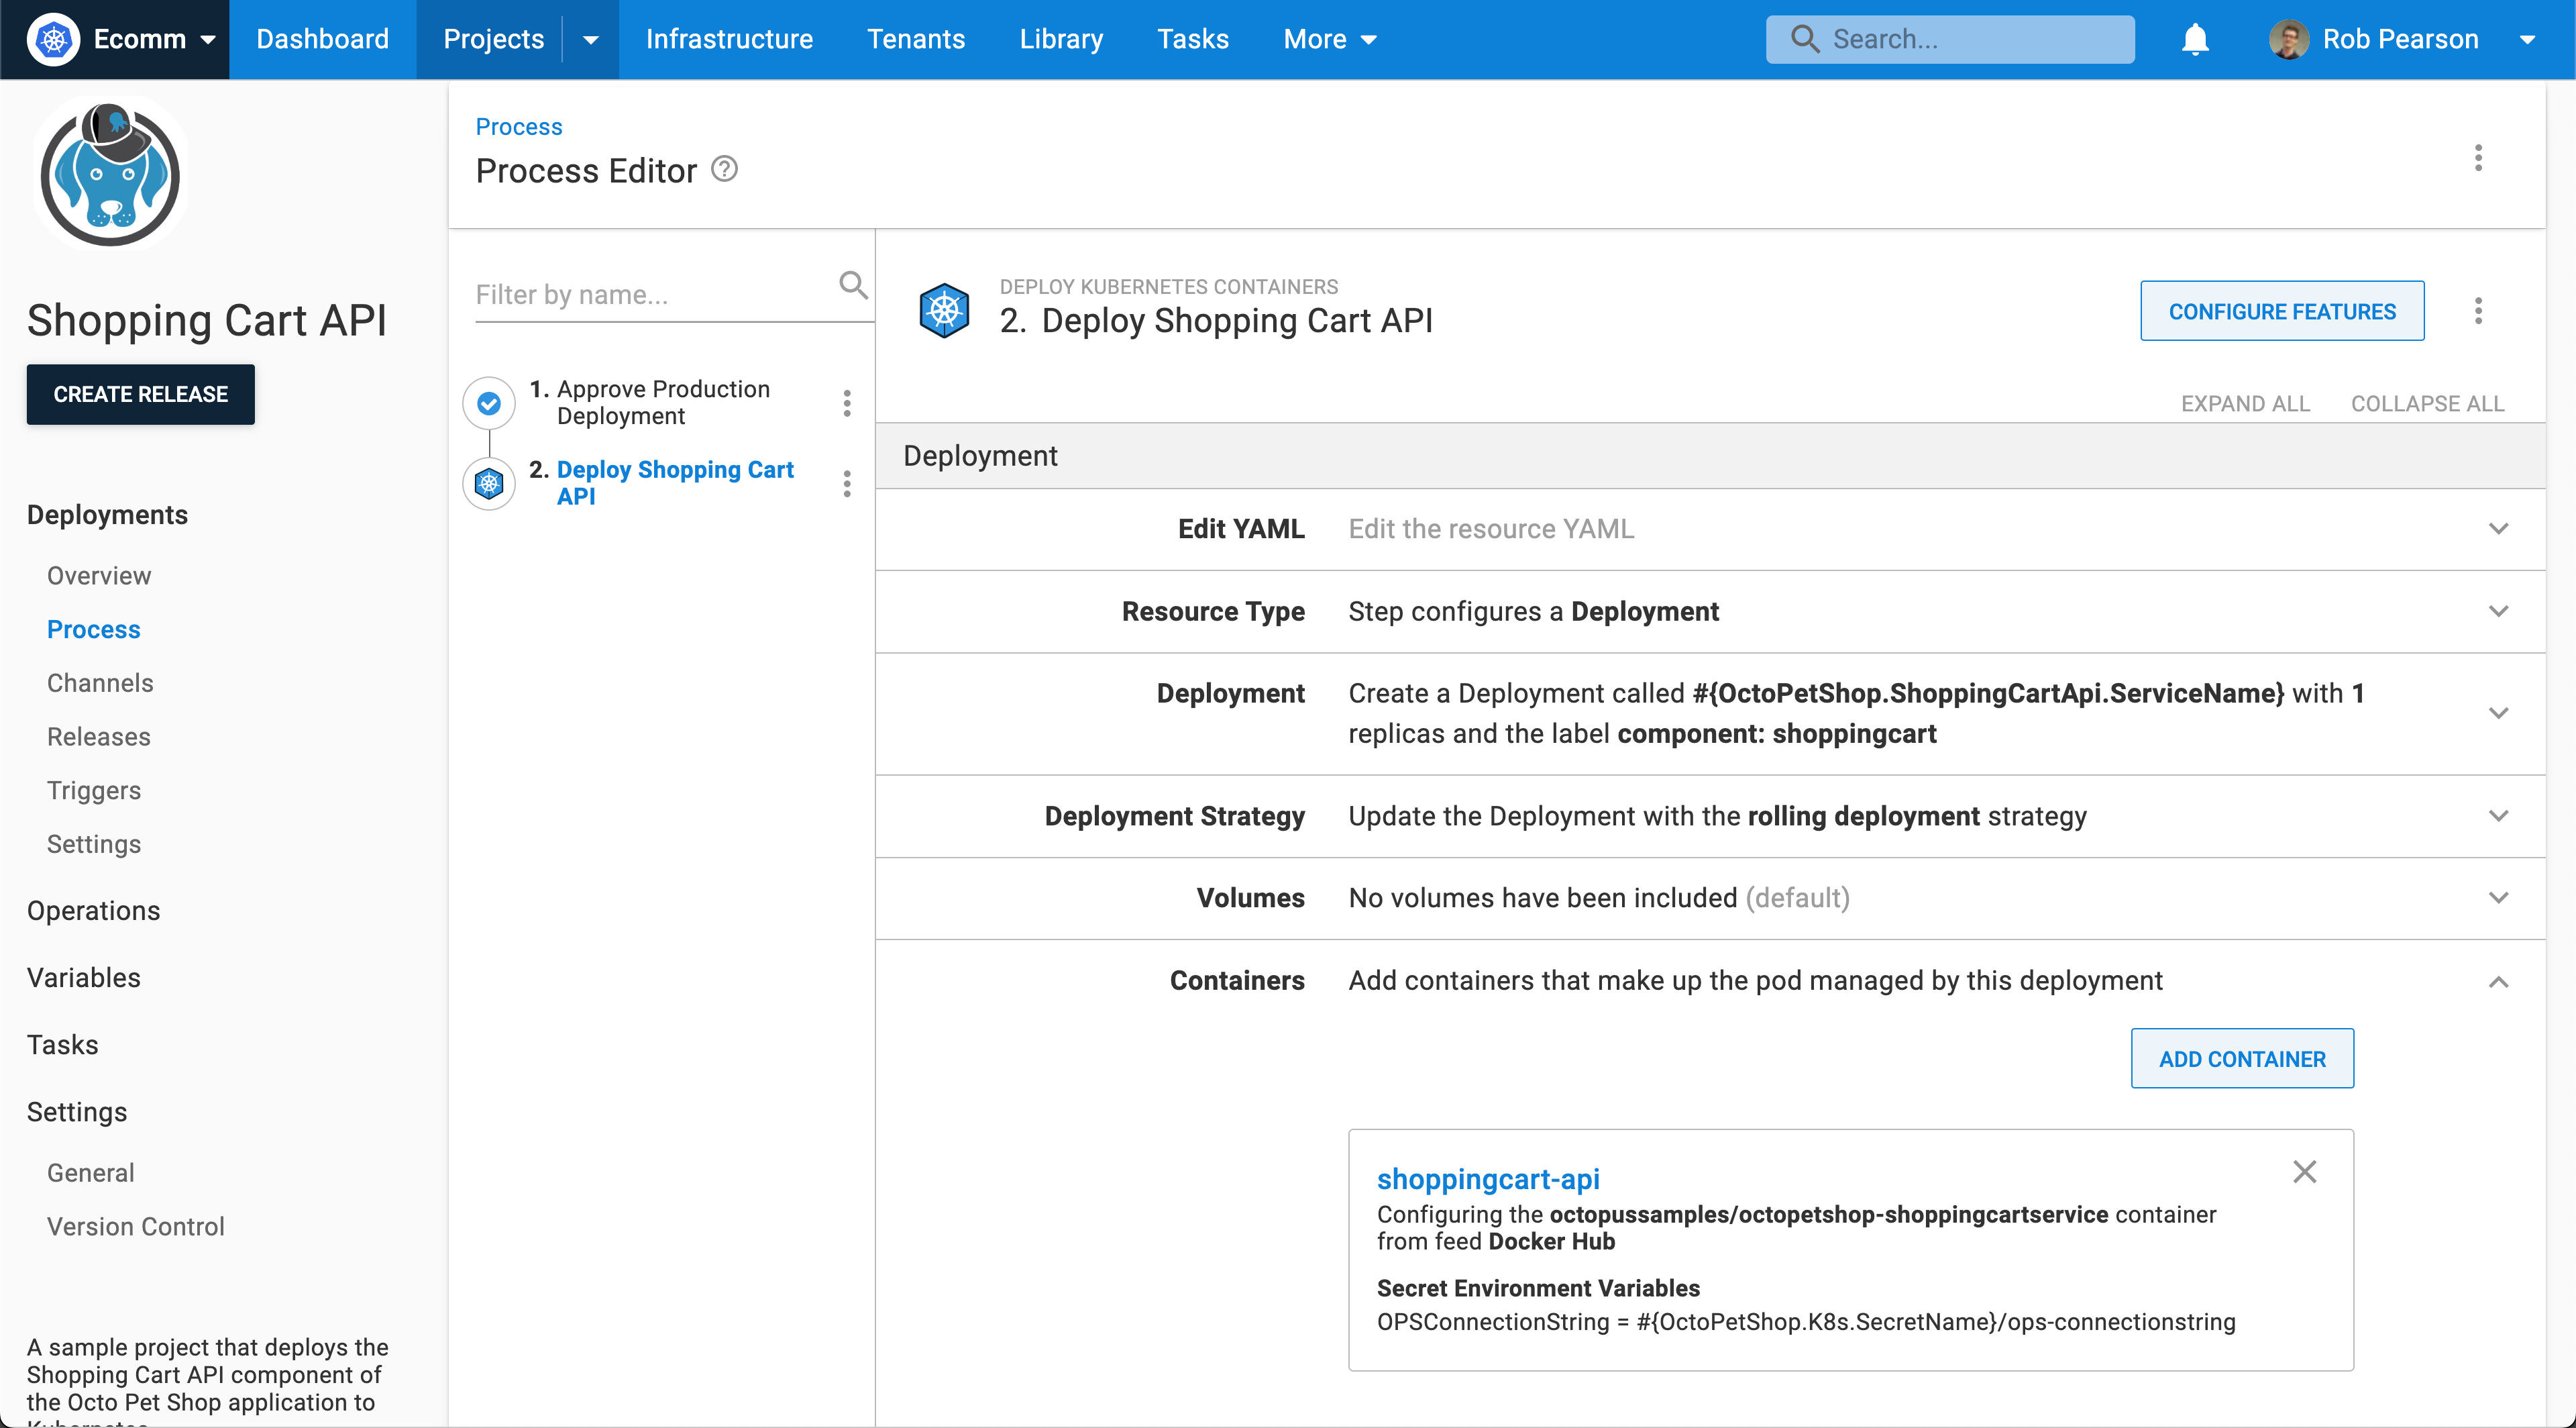 Ecomm
Dashboard
Projects
Infrastructure
Tenants
Library
Tasks
More
Search...
Rob Pearson
Shopping Cart API
CREATE RELEASE
Deployments
Overview
Process
Channels
Releases
Triggers
Settings
Operations
Variables
Tasks
Settings
General
Version Control
A sample project that deploys the
Shopping Cart API component of
the Octo Pet Shop application to
Process
Process Editor
Filter by name...
1. Approve Production
Deployment
2. Deploy Shopping Cart
API
DEPLOY KUBERNETES CONTAINERS
2. Deploy Shopping Cart API
CONFIGURE FEATURES
EXPAND ALL
COLLAPSE ALL
Deployment
Edit YAML
Edit the resource YAML
Resource Type
Step configures a Deployment
Deployment
Create a Deployment called #{OctoPetShop.ShoppingCartApi.ServiceName} with 1
replicas and the label component: shoppingcart
Deployment Strategy
Update the Deployment with the rolling deployment strategy
Volumes
No volumes have been included (default)
Containers
Add containers that make up the pod managed by this deployment
ADD CONTAINER
shoppingcart-api
Configuring the octopussamples/octopetshop-shoppingcartservice container
from feed Docker Hub
Secret Environment Variables
OPSConnectionString = #{OctoPetShop.K8s.SecretName}/ops-connectionstring